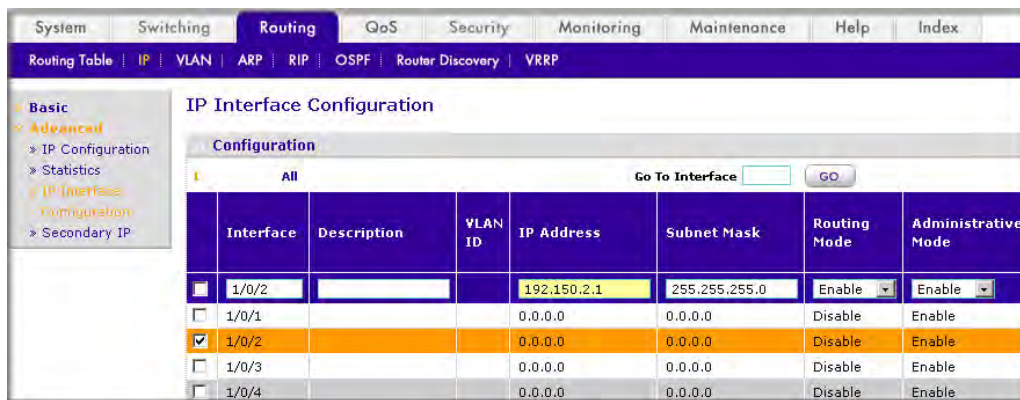 System Switching Routing QoS Security Monitoring Maintenance Help Index
Routing Table IP VLAN ARP RIP OSPF Router Discovery VRRP
Basic
Advanced
» IP Configuration
» Statistics
» IP Interface
Configuration
» Secondary IP
IP Interface Configuration
Configuration
1 All Go To Interface GO
Interface Description VLAN ID IP Address Subnet Mask Routing Mode Administrative Mode
1/0/2 192.150.2.1 255.255.255.0 Enable Enable
1/0/1 0.0.0.0 0.0.0.0 Disable Enable
1/0/2 0.0.0.0 0.0.0.0 Disable Enable
1/0/3 0.0.0.0 0.0.0.0 Disable Enable
1/0/4 0.0.0.0 0.0.0.0 Disable Enable